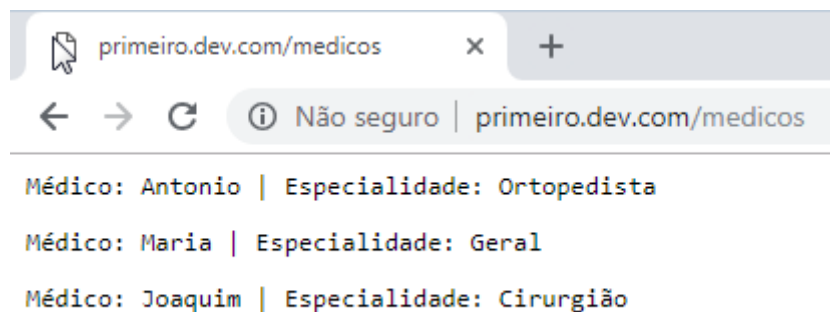 primeiro.dev.com/medicos
Não seguro | primeiro.dev.com/medicos
Médico: Antonio | Especialidade: Ortopedista
Médico: Maria | Especialidade: Geral
Médico: Joaquim | Especialidade: Cirurgião